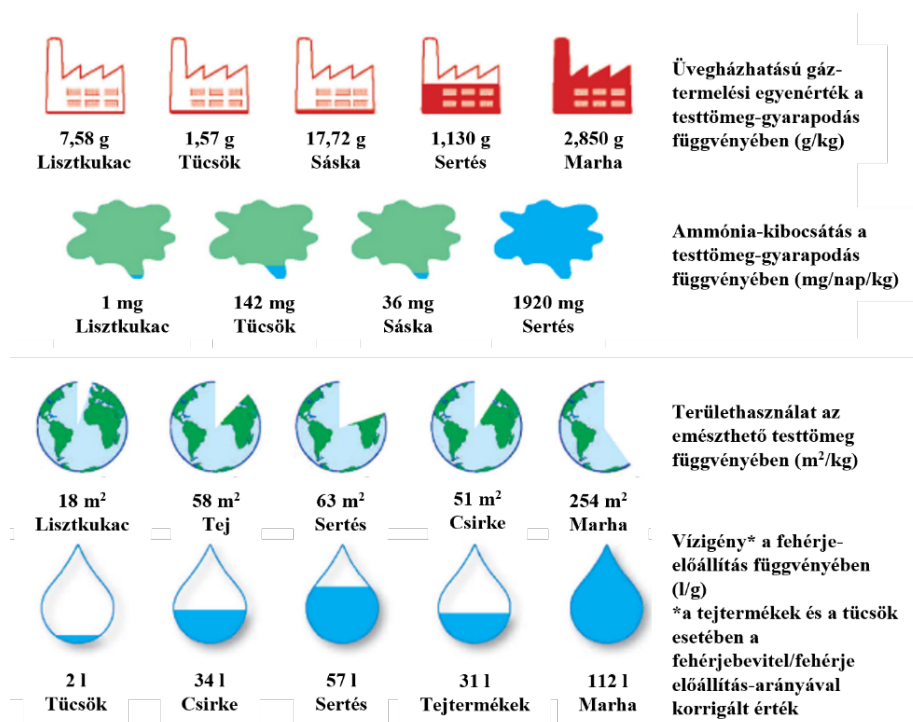 7,58 g
Lisztkukac
1,57 g
Tücsök
17,72 g
Sáska
1,130 g
Sertés
2,850 g
Marha
Üvegházhatású gáz-
termelési egyenérték a
testtömeg-gyarapodás
függvényében (g/kg)
1 mg
Lisztkukac
142 mg
Tücsök
36 mg
Sáska
1920 mg
Sertés
Ammónia-kibocsátás a
testtömeg-gyarapodás
függvényében (mg/nap/kg)
18 m²
Lisztkukac
58 m²
Tej
63 m²
Sertés
51 m²
Csirke
254 m²
Marha
Területhasználat az
emészthető testtömeg
függvényében (m²/kg)
2 l
Tücsök
34 l
Csirke
57 l
Sertés
31 l
Tejtermékek
112 l
Marha
Vízigény* a fehérje-
előállítás függvényében
(l/g)
*a tejtermékek és a tücsök
esetében a
fehérjebevitel/fehérje
előállítás-arányával
korrigált érték